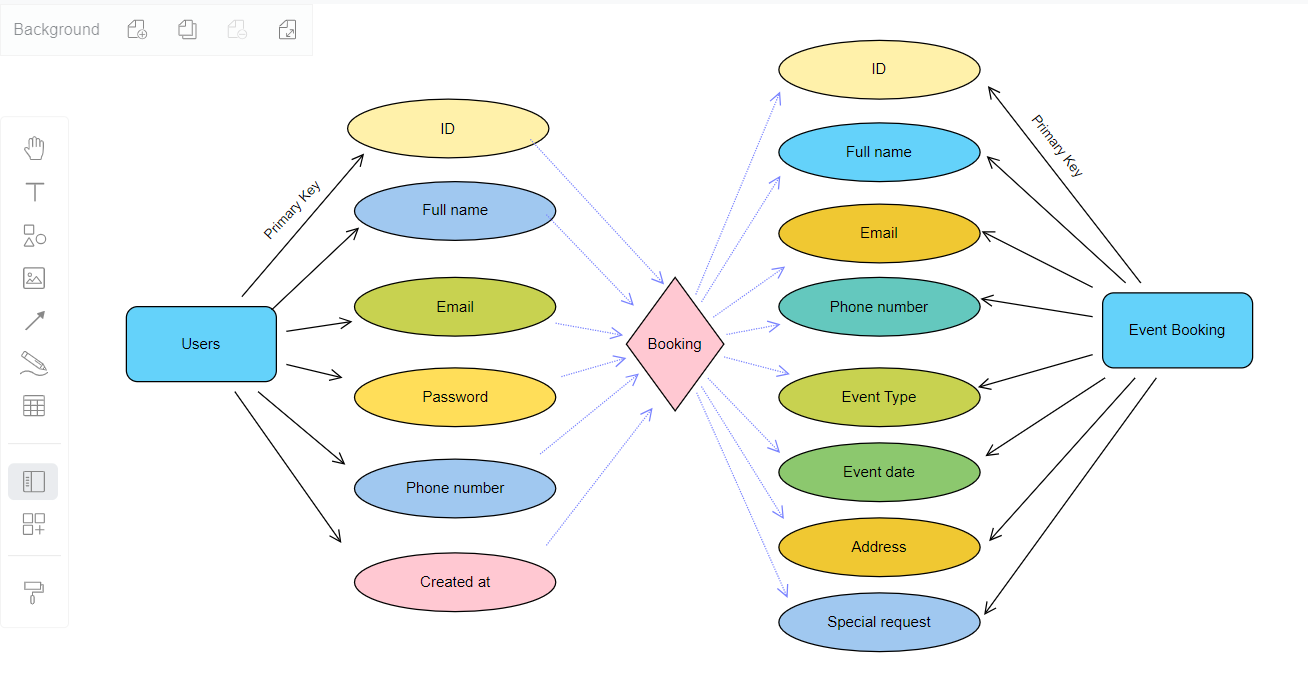 Background
Primary Key
ID
Full name
Email
Users
Password
Phone number
Created at
Booking
ID
Full name
Email
Phone number
Event Type
Event date
Address
Special request
Primary Key
Event Booking